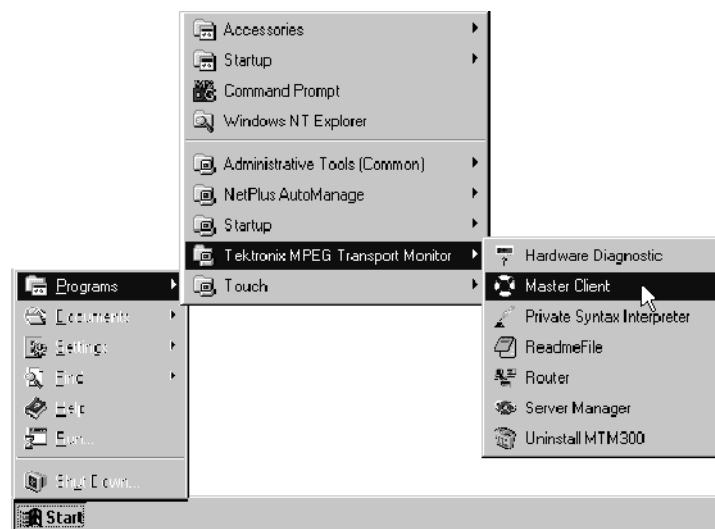 Accessories
Startup
Command Prompt
Windows NT Explorer
Administrative Tools (Common)
NetPlus AutoManage
Startup
Tektronix MPEG Transport Monitor
Touch
Hardware Diagnostic
Master Client
Private Syntax Interpreter
ReadmeFile
Router
Server Manager
Uninstall MTM300
Programs
Documents
Settings
Find
Help
Run...
Shut Down...
Start